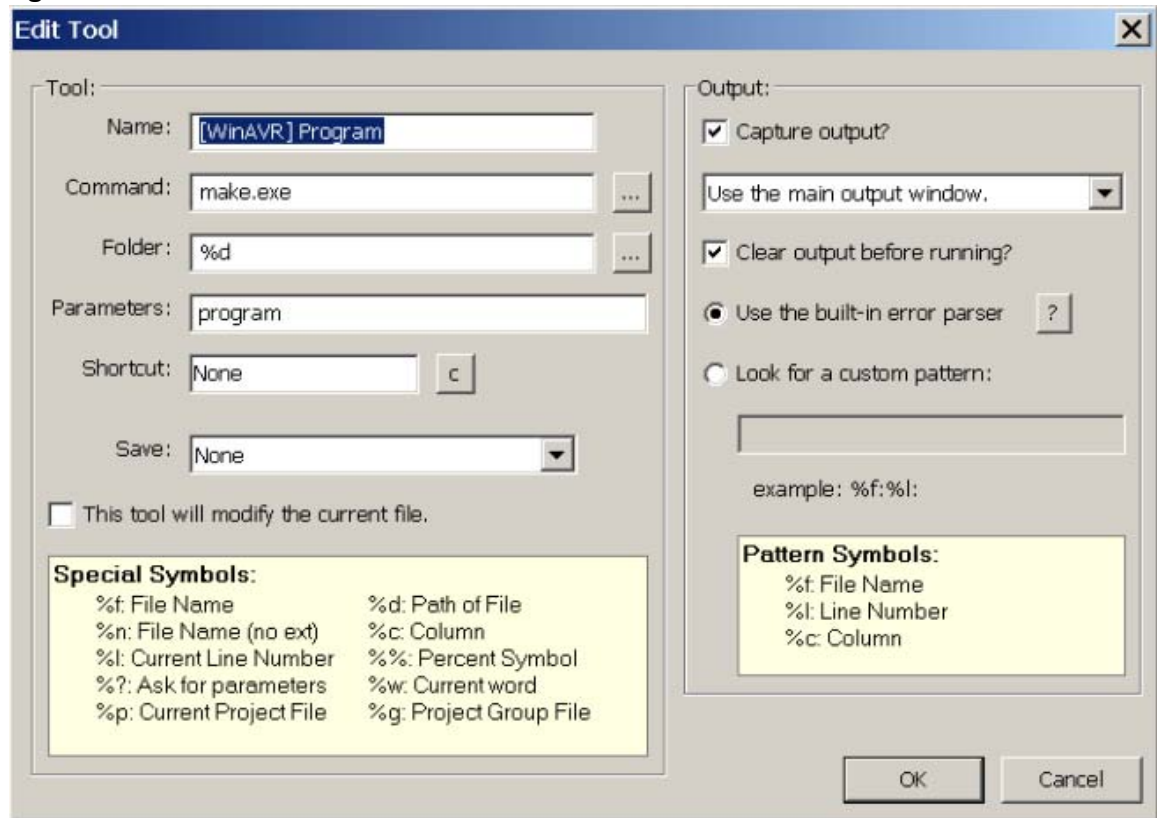 Edit Tool
Tool:
Name: [WinAVR] Program
Command: make.exe ...
Folder: %d ...
Parameters: program
Shortcut: None c
Save: None
This tool will modify the current file.
Special Symbols:
%f: File Name %d: Path of File
%n: File Name (no ext) %c: Column
%l: Current Line Number %%: Percent Symbol
%?: Ask for parameters %w: Current word
%p: Current Project File %g: Project Group File
Output:
Capture output?
Use the main output window.
Clear output before running?
Use the built-in error parser ?
Look for a custom pattern:
example: %f:%l:
Pattern Symbols:
%f: File Name
%l: Line Number
%c: Column
OK Cancel